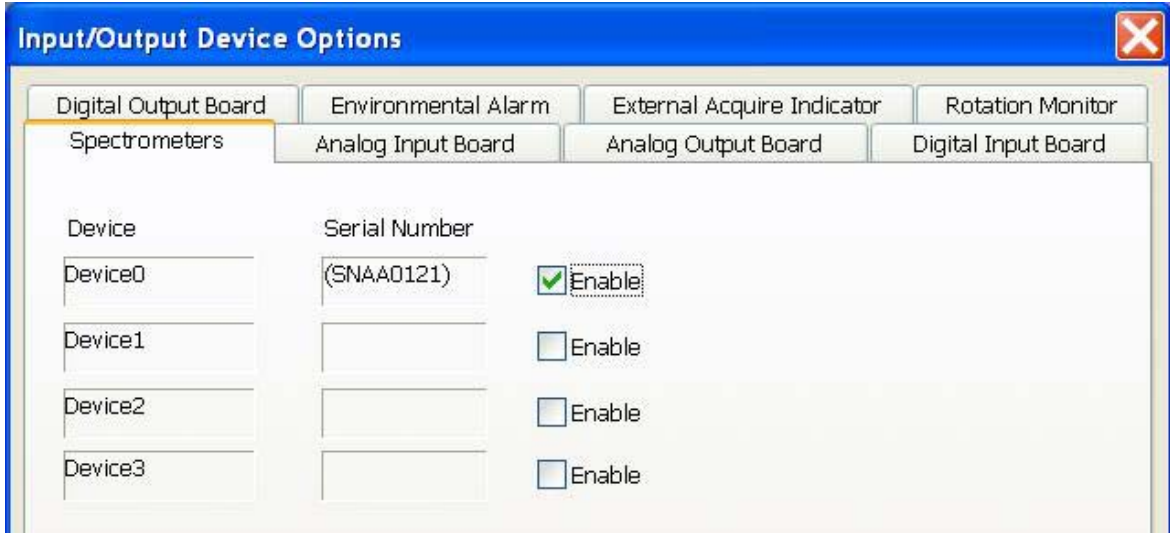 Input/Output Device Options
Digital Output Board Environmental Alarm External Acquire Indicator Rotation Monitor
Spectrometers Analog Input Board Analog Output Board Digital Input Board
Device Serial Number
Device0 (SNAA0121) Enable
Device1 Enable
Device2 Enable
Device3 Enable